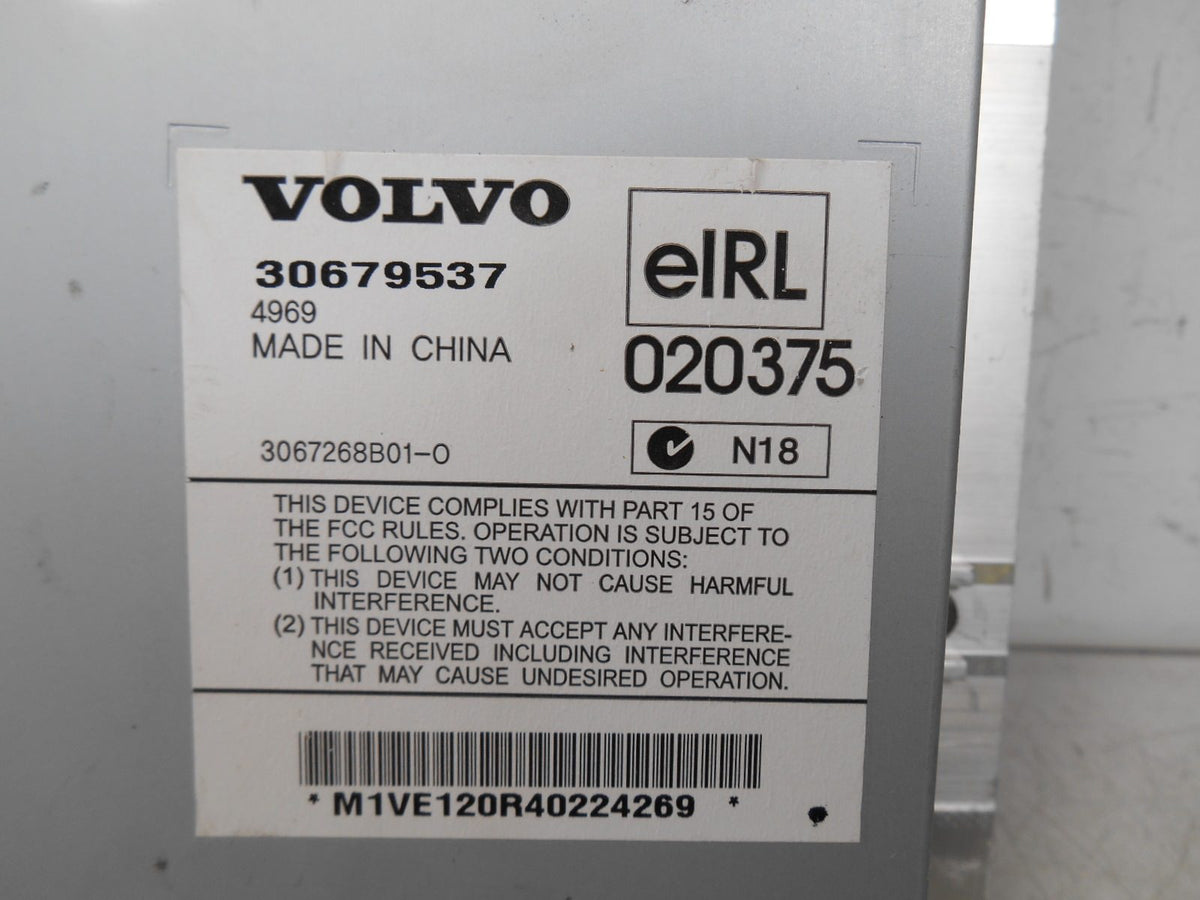 VOLVO
30679537
4969
MADE IN CHINA
eIRL
020375
3067268B01-0
N18
THIS DEVICE COMPLIES WITH PART 15 OF
THE FCC RULES. OPERATION IS SUBJECT TO
THE FOLLOWING TWO CONDITIONS:
(1) THIS DEVICE MAY NOT CAUSE HARMFUL
INTERFERENCE.
(2) THIS DEVICE MUST ACCEPT ANY INTERFERE-
NCE RECEIVED INCLUDING INTERFERENCE
THAT MAY CAUSE UNDESIRED OPERATION.
* M1VE120R40224269 *